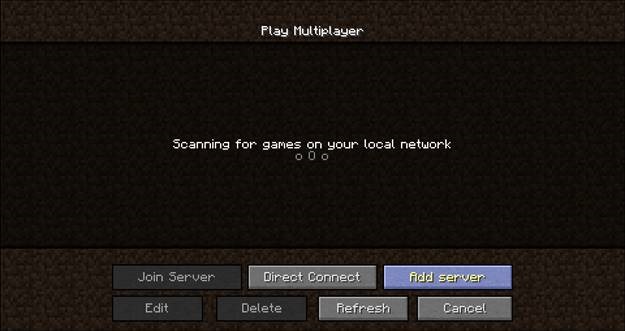 Play Multiplayer
Scanning for games on your local network
o O o
Join Server Direct Connect Add server
Edit Delete Refresh Cancel